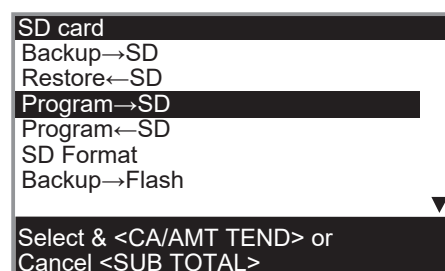 SD card
Backup→SD
Restore←SD
Program→SD
Program←SD
SD Format
Backup→Flash
▼
Select & <CA/AMT TEND> or
Cancel <SUB TOTAL>